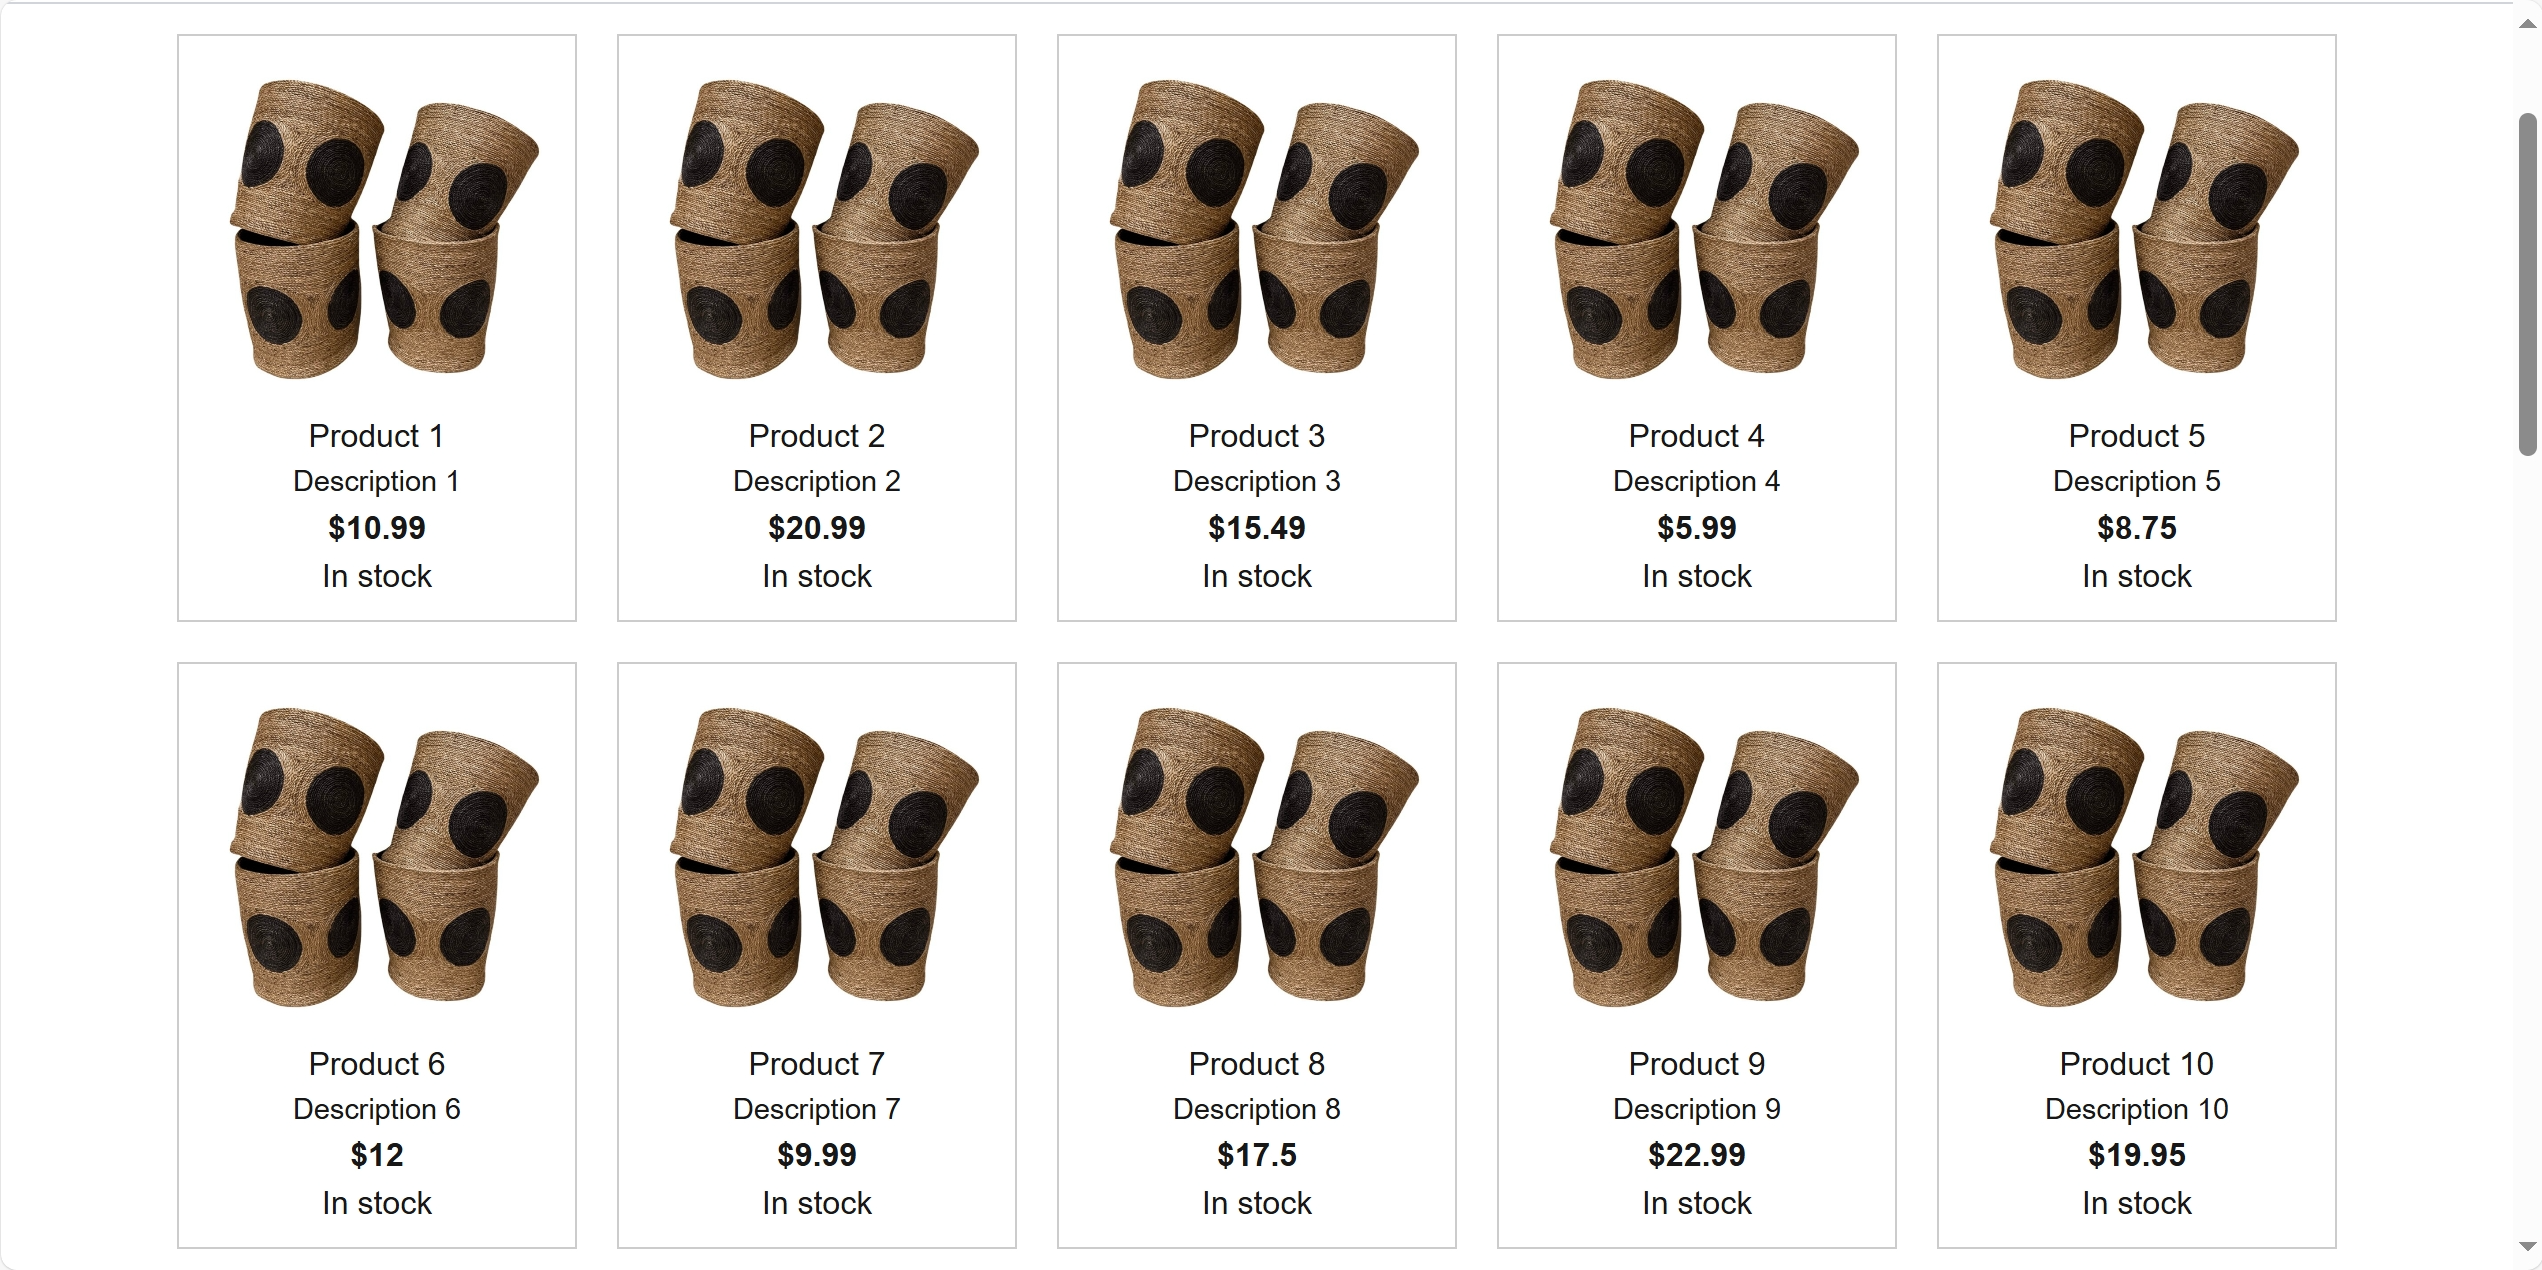 Product 1
Description 1
$10.99
In stock
Product 2
Description 2
$20.99
In stock
Product 3
Description 3
$15.49
In stock
Product 4
Description 4
$5.99
In stock
Product 5
Description 5
$8.75
In stock
Product 6
Description 6
$12
In stock
Product 7
Description 7
$9.99
In stock
Product 8
Description 8
$17.5
In stock
Product 9
Description 9
$22.99
In stock
Product 10
Description 10
$19.95
In stock